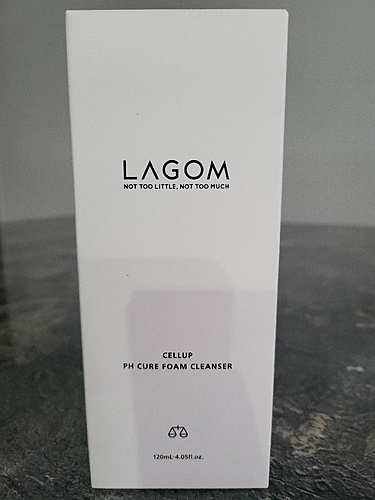 LAGOM
NOT TOO LITTLE, NOT TOO MUCH
CELLUP
PH CURE FOAM CLEANSER
120mL·4.05fl.oz.